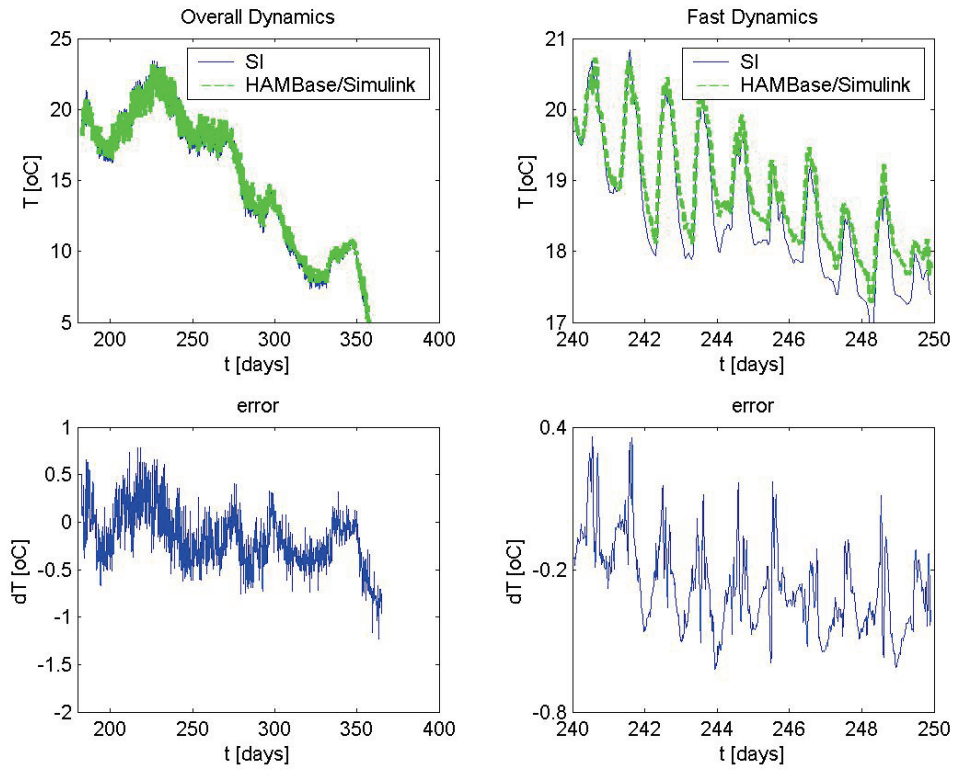 Overall Dynamics
25
20
15
10
5
T [oC]
SI
HAMBase/Simulink
200
250
300
350
400
t [days]
Fast Dynamics
21
20
19
18
17
T [oC]
SI
HAMBase/Simulink
240
242
244
246
248
250
t [days]
error
1
0.5
0
-0.5
-1
-1.5
-2
dT [oC]
200
250
300
350
400
t [days]
error
0.4
-0.2
-0.8
dT [oC]
240
242
244
246
248
250
t [days]